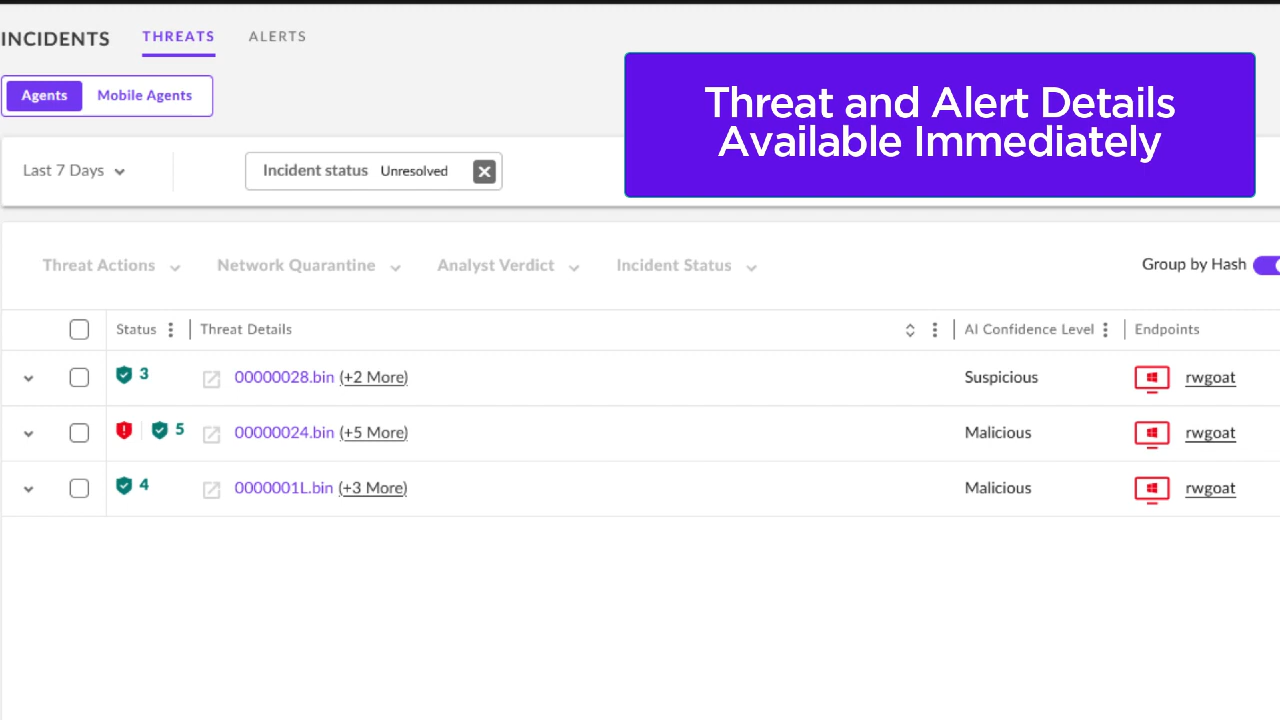 INCIDENTS THREATS ALERTS
Agents Mobile Agents
Threat and Alert Details
Available Immediately
Last 7 Days Incident status Unresolved
Threat Actions Network Quarantine Analyst Verdict Incident Status Group by Hash
Status Threat Details AI Confidence Level Endpoints
3 00000028.bin (+2 More) Suspicious rwgoat
5 00000024.bin (+5 More) Malicious rwgoat
4 0000001L.bin (+3 More) Malicious rwgoat